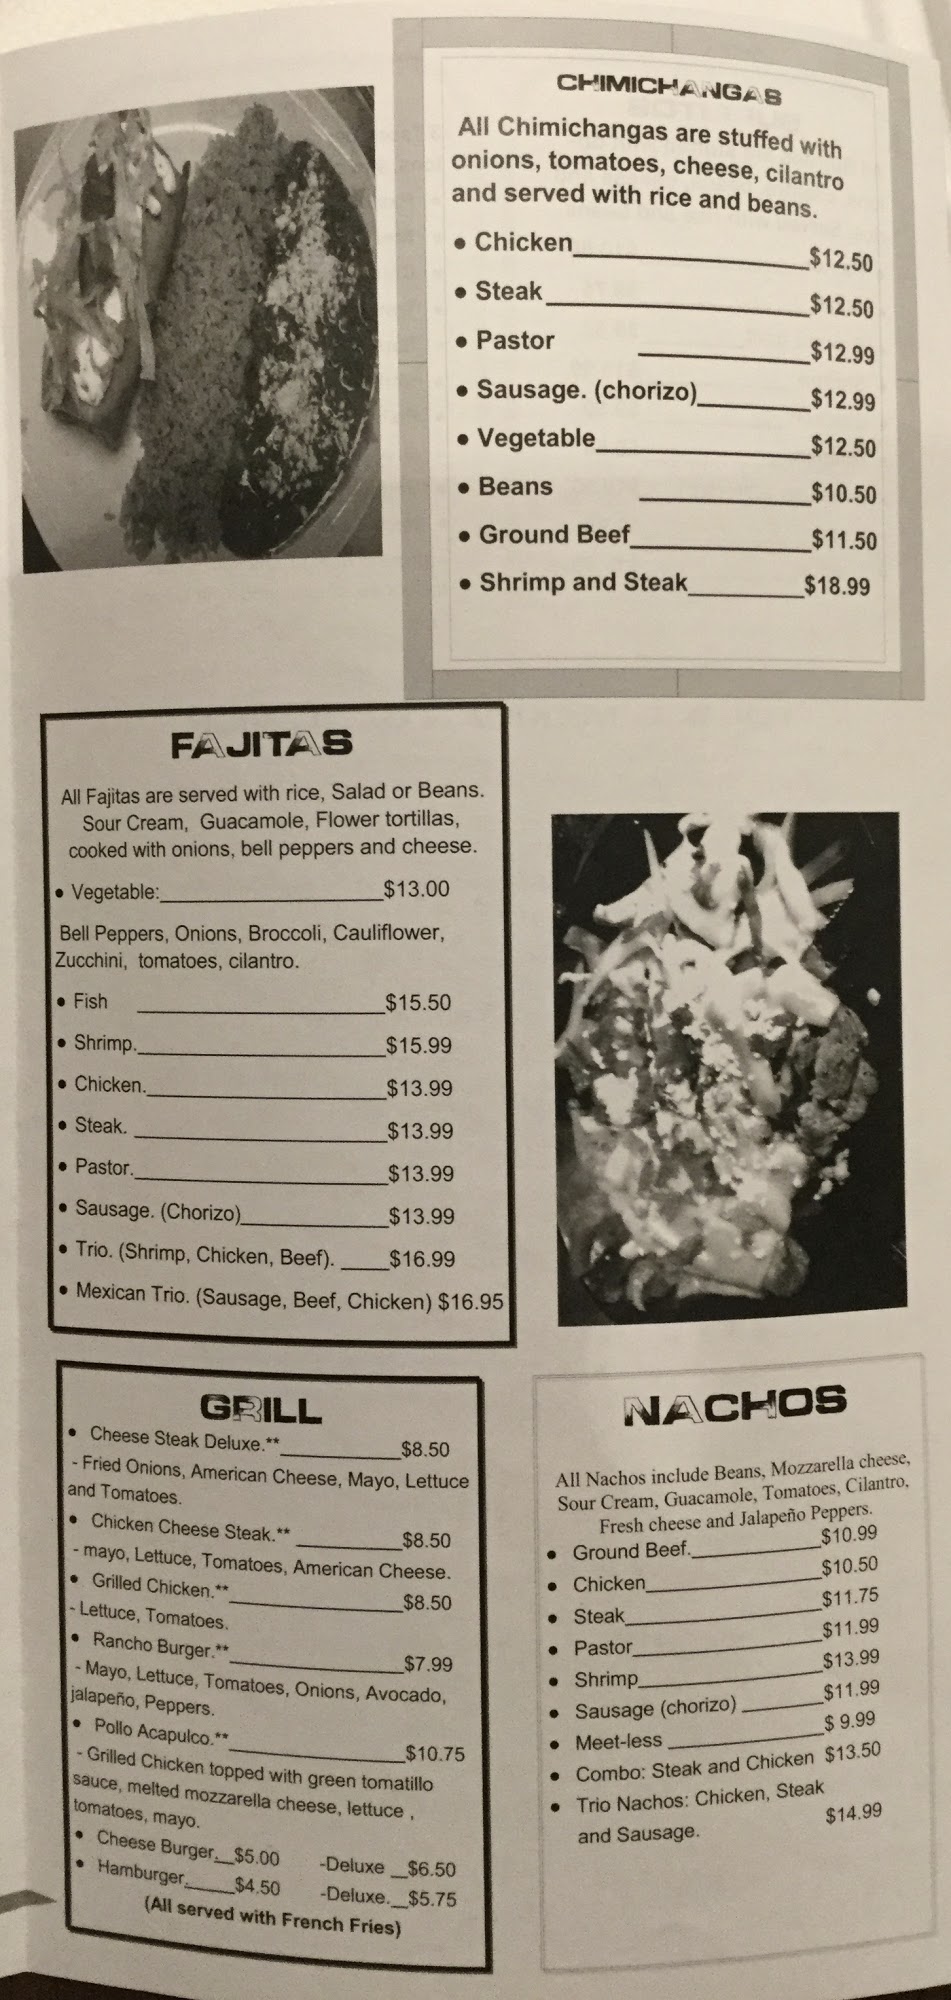 CHIMICHANGAS
All Chimichangas are stuffed with
onions, tomatoes, cheese, cilantro
and served with rice and beans.
• Chicken $12.50
• Steak $12.50
• Pastor $12.99
• Sausage. (chorizo) $12.99
• Vegetable $12.50
• Beans $10.50
• Ground Beef $11.50
• Shrimp and Steak $18.99
FAJITAS
All Fajitas are served with rice, Salad or Beans.
Sour Cream, Guacamole, Flower tortillas,
cooked with onions, bell peppers and cheese.
• Vegetable: $13.00
Bell Peppers, Onions, Broccoli, Cauliflower,
Zucchini, tomatoes, cilantro.
• Fish $15.50
• Shrimp. $15.99
• Chicken. $13.99
• Steak. $13.99
• Pastor. $13.99
• Sausage. (Chorizo) $13.99
• Trio. (Shrimp, Chicken, Beef). $16.99
• Mexican Trio. (Sausage, Beef, Chicken) $16.95
GRILL
• Cheese Steak Deluxe.** $8.50
- Fried Onions, American Cheese, Mayo, Lettuce
and Tomatoes.
• Chicken Cheese Steak.** $8.50
- mayo, Lettuce, Tomatoes, American Cheese.
• Grilled Chicken.** $8.50
- Lettuce, Tomatoes.
• Rancho Burger.** $7.99
- Mayo, Lettuce, Tomatoes, Onions, Avocado,
jalapeño, Peppers.
• Pollo Acapulco.** $10.75
- Grilled Chicken topped with green tomatillo
sauce, melted mozzarella cheese, lettuce ,
tomatoes, mayo.
• Cheese Burger. $5.00 -Deluxe $6.50
• Hamburger. $4.50 -Deluxe. $5.75
(All served with French Fries)
NACHOS
All Nachos include Beans, Mozzarella cheese,
Sour Cream, Guacamole, Tomatoes, Cilantro,
Fresh cheese and Jalapeño Peppers.
• Ground Beef. $10.99
• Chicken $10.50
• Steak $11.75
• Pastor $11.99
• Shrimp $13.99
• Sausage (chorizo) $11.99
• Meet-less $ 9.99
• Combo: Steak and Chicken $13.50
• Trio Nachos: Chicken, Steak
and Sausage. $14.99